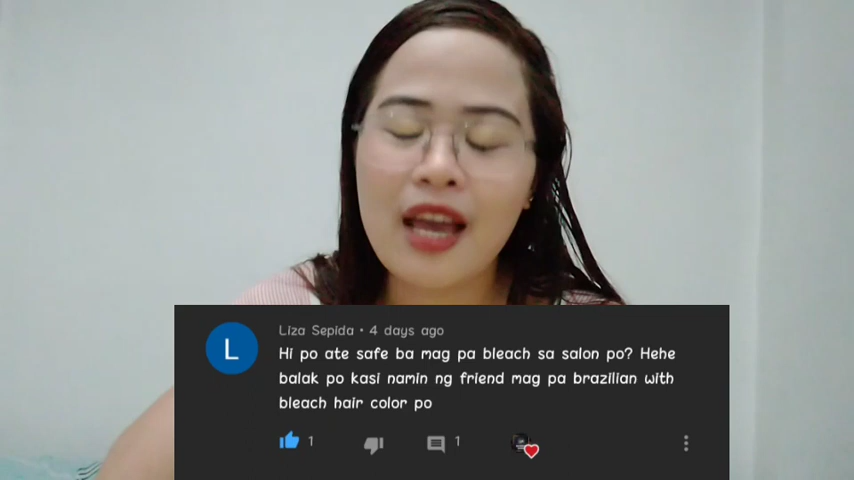 L
Liza Sepida • 4 days ago
Hi po ate safe ba mag pa bleach sa salon po? Hehe
balak po kasi namin ng friend mag pa brazilian with
bleach hair color po
1
1